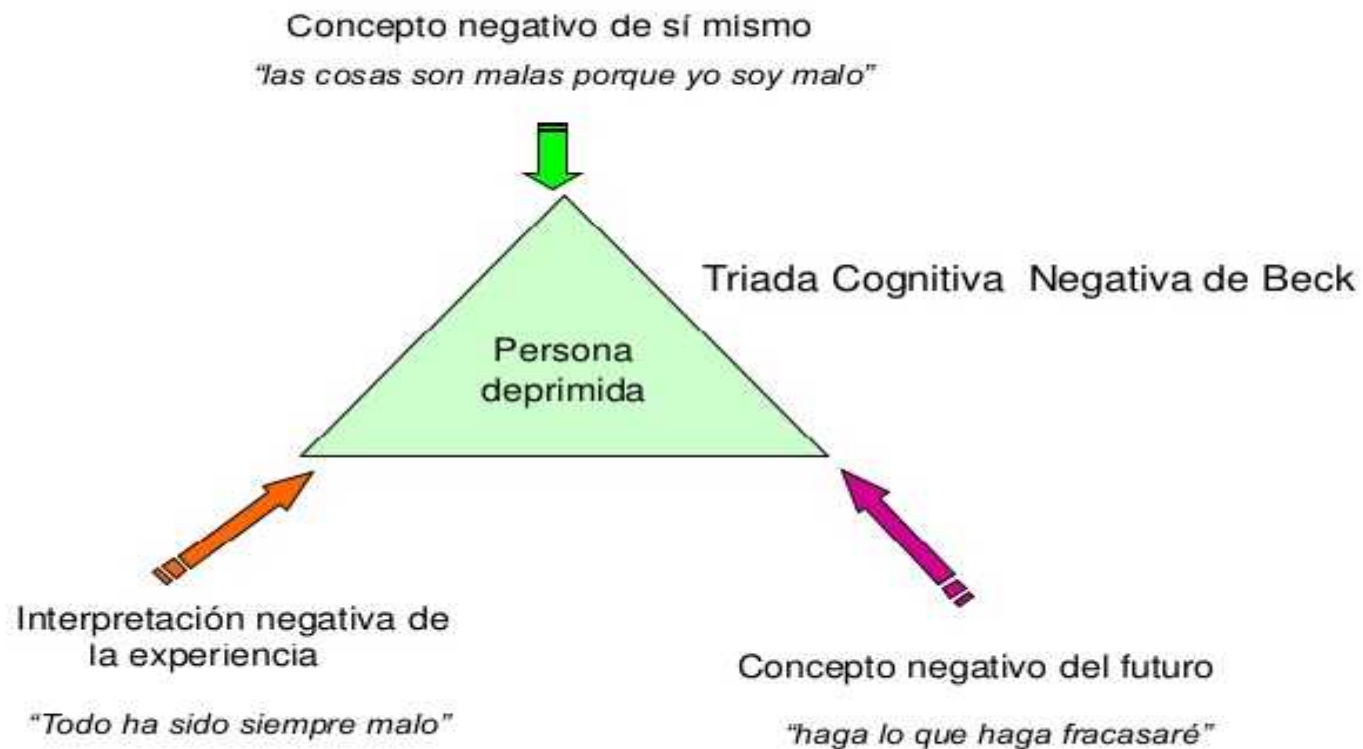 Concepto negativo de sí mismo
“las cosas son malas porque yo soy malo”
Triada Cognitiva Negativa de Beck
Persona
deprimida
Interpretación negativa de
la experiencia
“Todo ha sido siempre malo”
Concepto negativo del futuro
“haga lo que haga fracasaré”